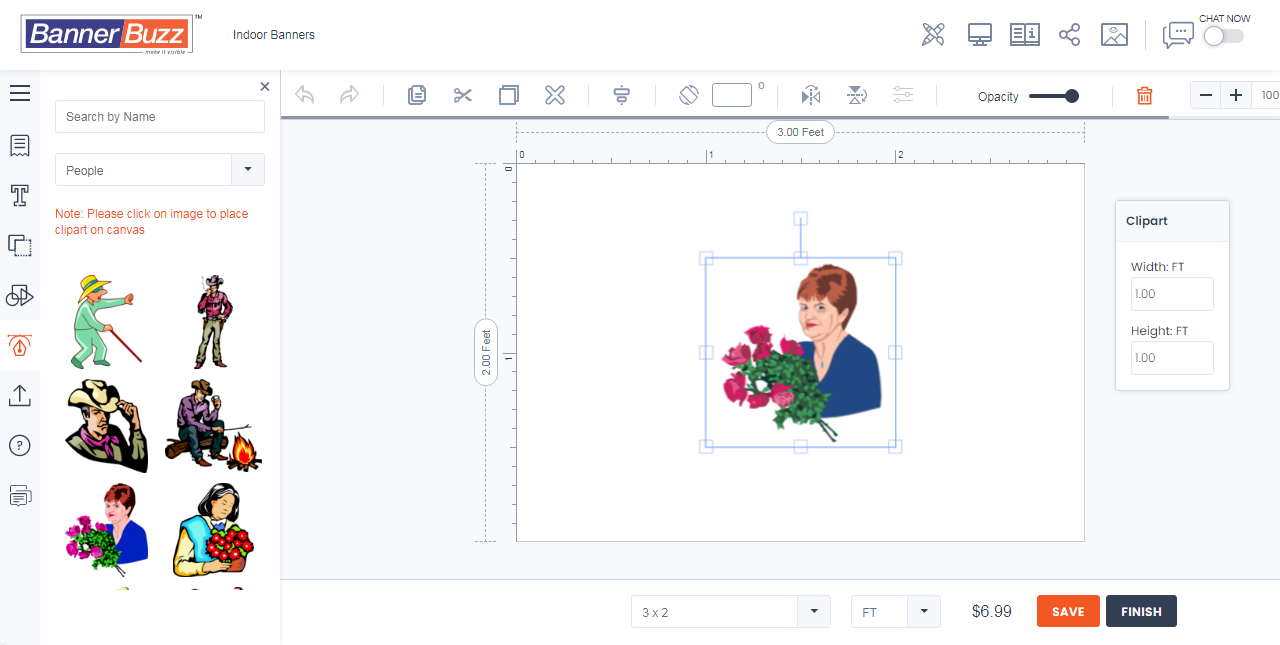 BannerBuzz™
make it visible
Indoor Banners
CHAT NOW
Search by Name
People
Note: Please click on image to place
clipart on canvas
O
Opacity
100
3.00 Feet
0
1
2
0
1
2.00 Feet
Clipart
Width: FT
1.00
Height: FT
1.00
3 x 2
FT
$6.99
SAVE
FINISH